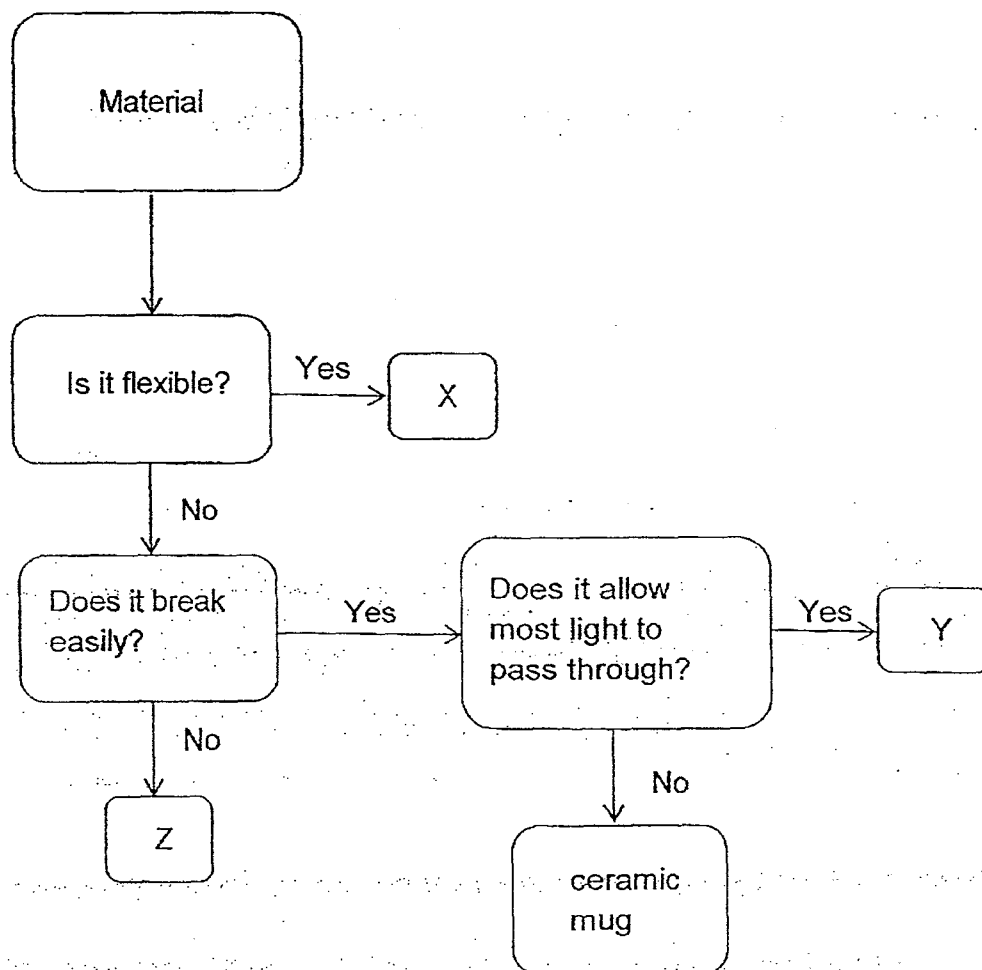 Material
Is it flexible?
Yes
X
No
Does it break
easily?
Yes
Does it allow
most light to
pass through?
Yes
Y
No
Z
No
ceramic
mug